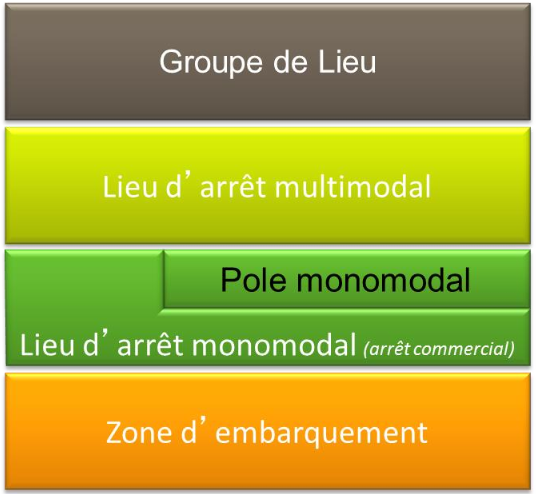 Groupe de Lieu
Lieu d’ arrêt multimodal
Pole monomodal
Lieu d’ arrêt monomodal (arrêt commercial)
Zone d’ embarquement